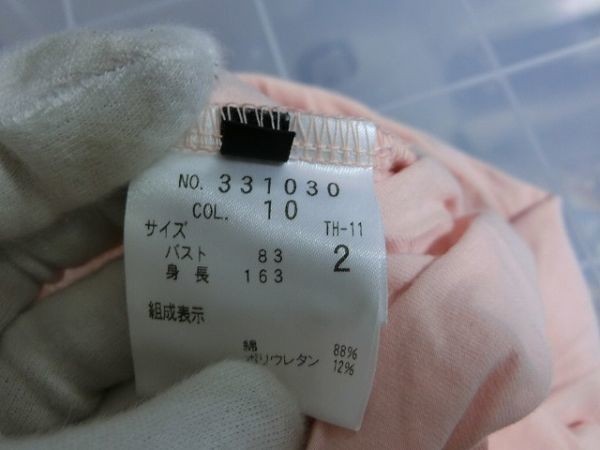 NO. 331030
COL. 10
サイズ TH-11
バスト 83 2
身長 163
組成表示
綿 88%
ポリウレタン 12%